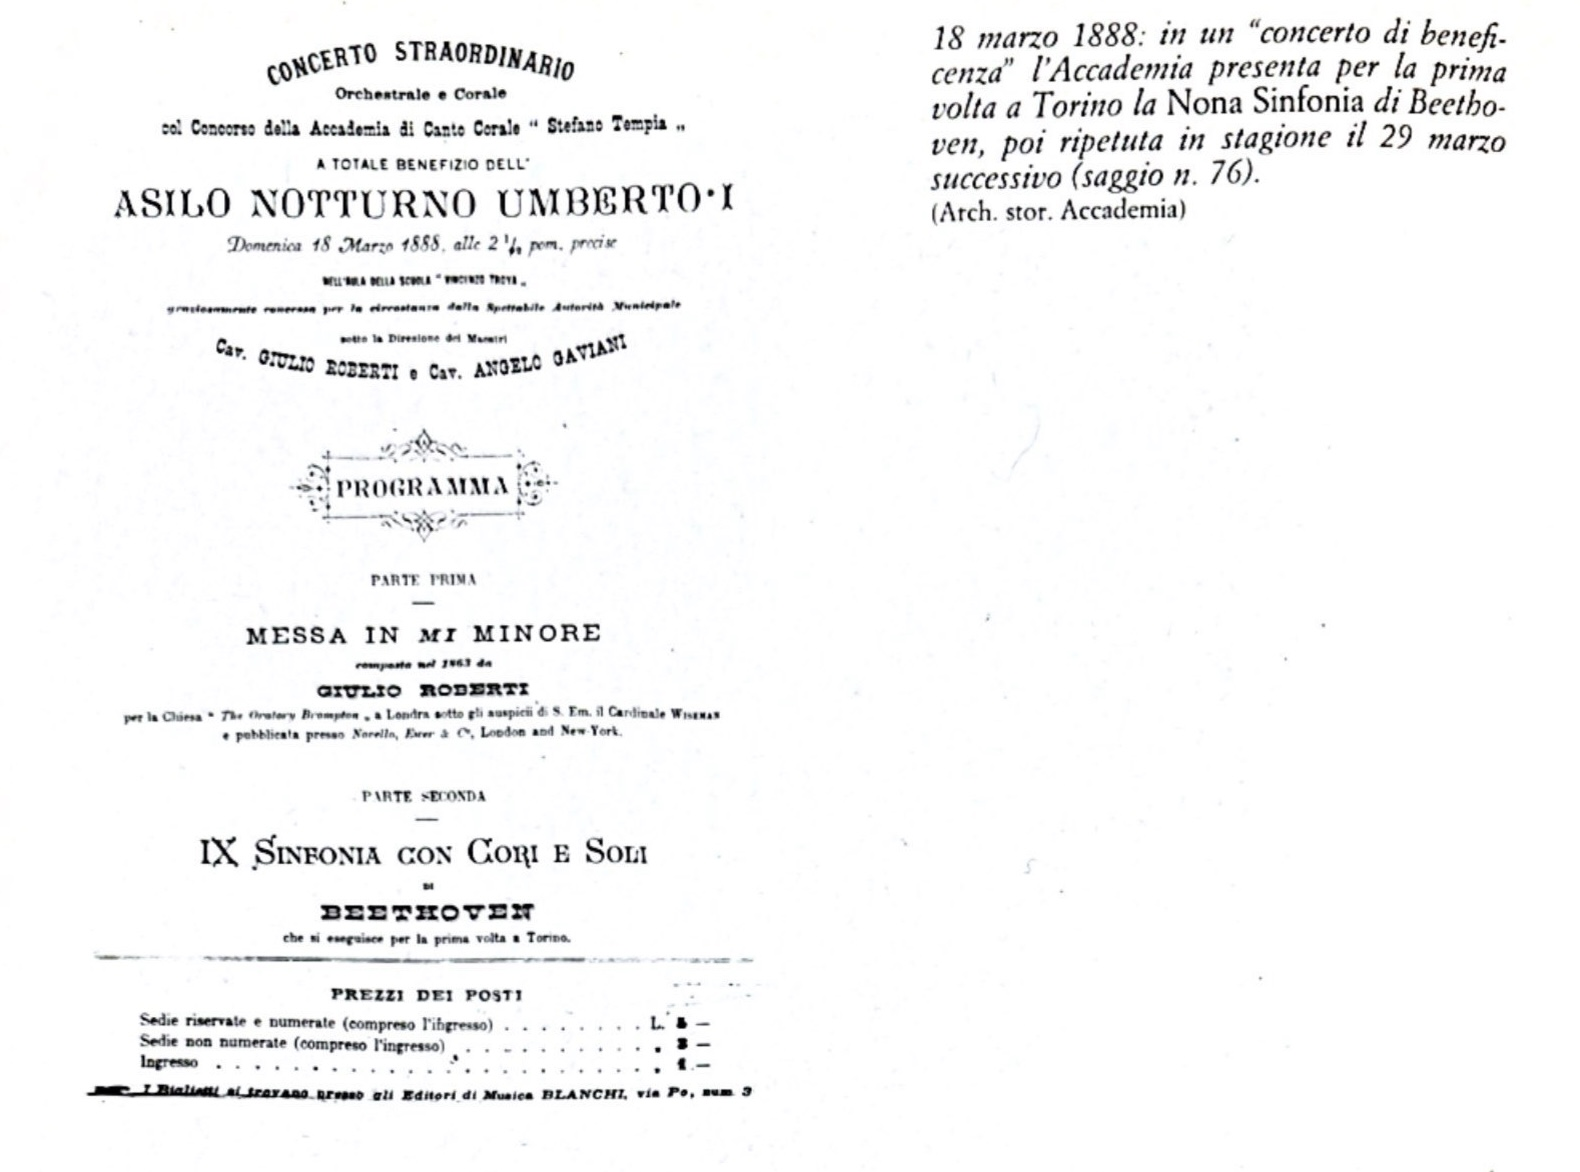 CONCERTO STRAORDINARIO
Orchestrale e Corale
col Concorso della Accademia di Canto Corale “ Stefano Tempia „
A TOTALE BENEFIZIO DELL'
ASILO NOTTURNO UMBERTO·I
Domenica 18 Marzo 1888, alle 2 ½ pom. precise
NELL'AULA DELLA SCUOLA “ VINCENZO TROYA „
graziosamente concessa per la circostanza dalla Spettabile Autorità Municipale
sotto la Direzione dei Maestri
Cav. GIULIO ROBERTI e Cav. ANGELO GAVIANI
PROGRAMMA
PARTE PRIMA
MESSA IN MI MINORE
composta nel 1863 da
GIULIO ROBERTI
per la Chiesa “ The Oratory Brompton „ a Londra sotto gli auspicii di S. Em. il Cardinale WISEMAN
e pubblicata presso Novello, Ewer & Cº, London and New-York.
PARTE SECONDA
IX SINFONIA CON CORI E SOLI
DI
BEETHOVEN
che si eseguisce per la prima volta a Torino.
PREZZI DEI POSTI
Sedie riservate e numerate (compreso l'ingresso) . . . . . . . . L. 5 —
Sedie non numerate (compreso l'ingresso) . . . . . . . . . . „ 3 —
Ingresso . . . . . . . . . . . . . . . . . . „ 1 —
I Biglietti si trovano presso gli Editori di Musica BLANCHI, via Po, num. 3
18 marzo 1888: in un “concerto di benefi-
cenza” l'Accademia presenta per la prima
volta a Torino la Nona Sinfonia di Beetho-
ven, poi ripetuta in stagione il 29 marzo
successivo (saggio n. 76).
(Arch. stor. Accademia)